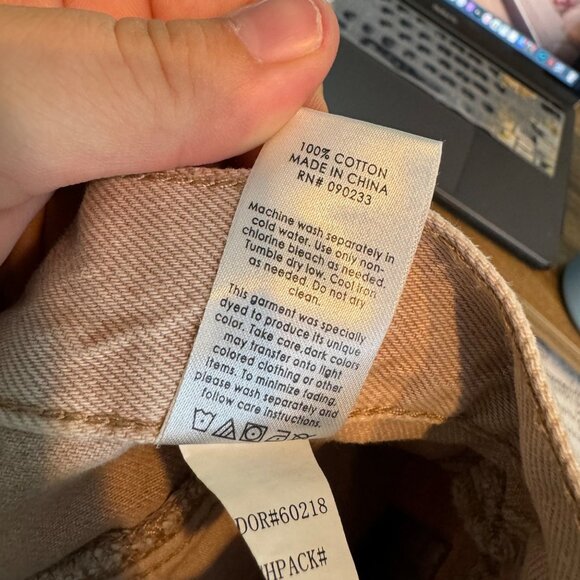 100% COTTON
MADE IN CHINA
RN# 090233
Machine wash separately in
cold water. Use only non-
chlorine bleach as needed.
Tumble dry low. Cool iron
as needed. Do not dry
clean.
This garment was specially
dyed to produce its unique
color. Take care, dark colors
may transfer onto light
colored clothing or other
items. To minimize fading,
please wash separately and
follow care instructions.
DOR#60218
HPACK#